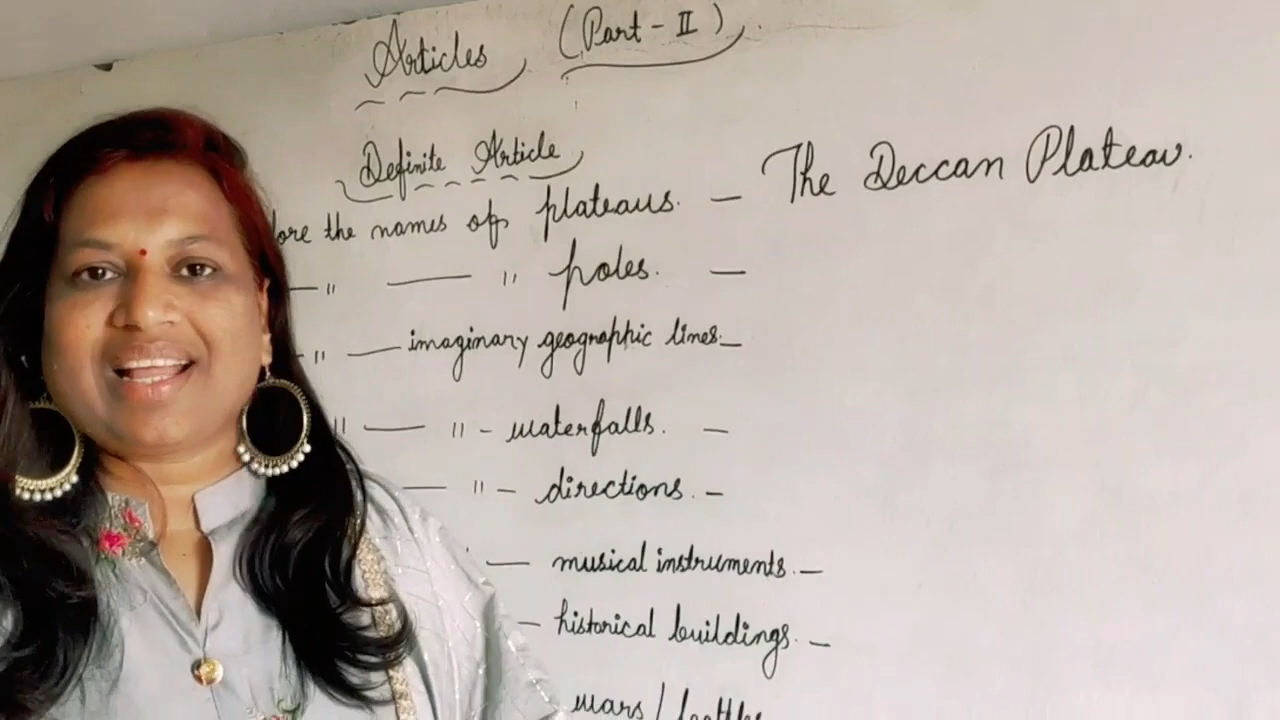 Articles (Part - II)
Definite Article
the names of plateaus. — The Deccan Plateau.
—"— " poles. —
" — imaginary geographic lines. —
" — " - waterfalls. —
— " - directions. —
— musical instruments. —
— historical buildings. —
wars /